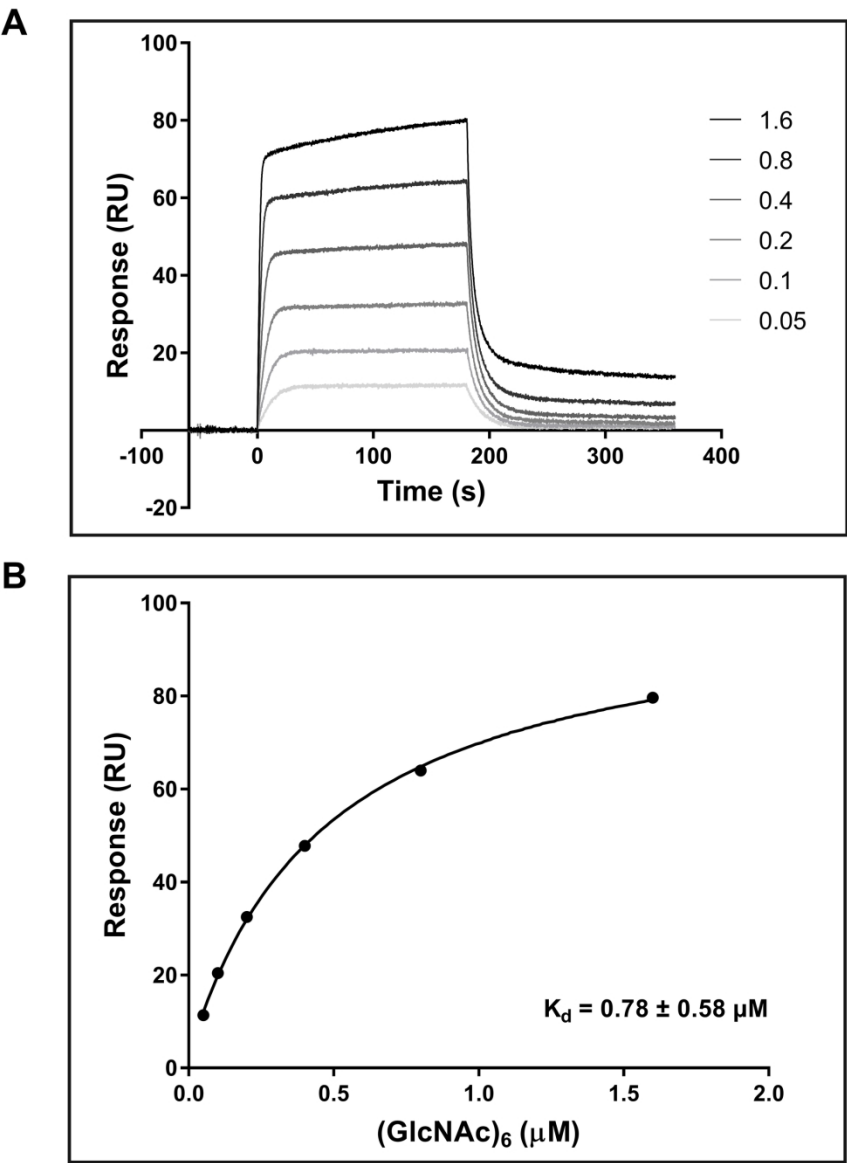 A
100
80
60
40
20
-20
Response (RU)
-100 0 100 200 300 400
Time (s)
1.6
0.8
0.4
0.2
0.1
0.05
B
100
80
60
40
20
0
Response (RU)
0.0 0.5 1.0 1.5 2.0
(GlcNAc)₆ (μM)
K_d = 0.78 ± 0.58 μM